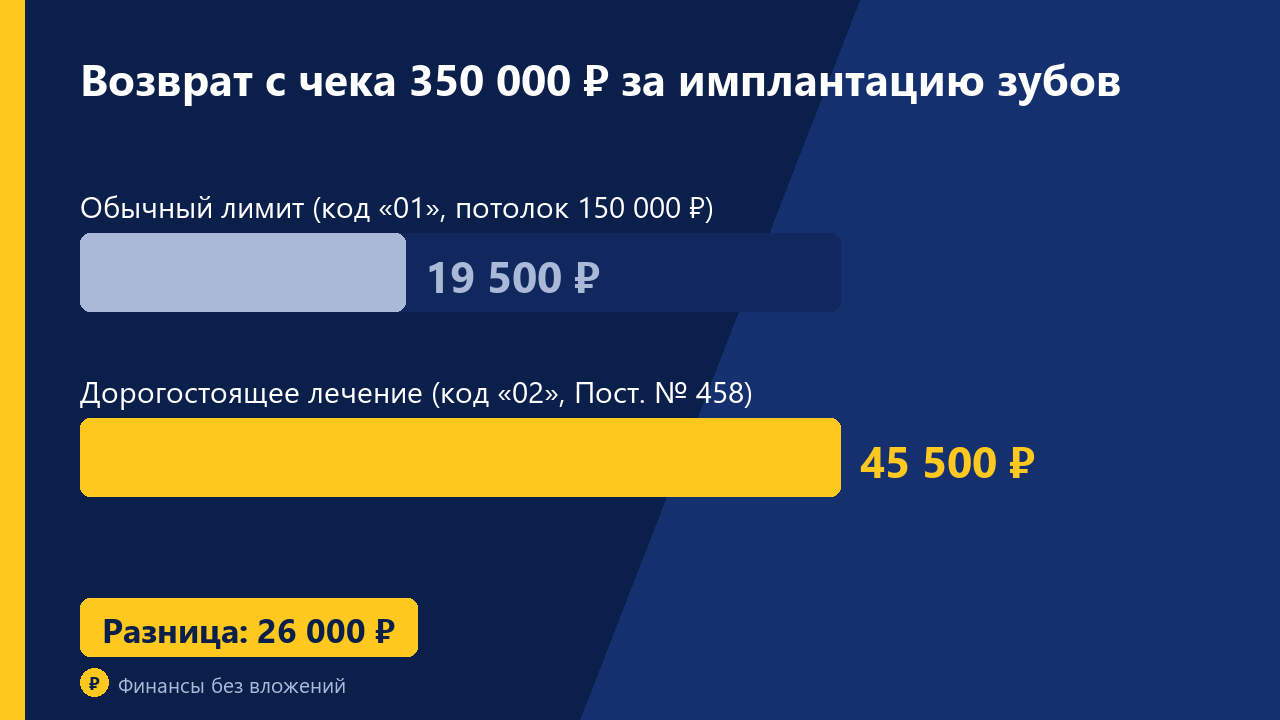 Возврат с чека 350 000 ₽ за имплантацию зубов
Обычный лимит (код «01», потолок 150 000 ₽)
19 500 ₽
Дорогостоящее лечение (код «02», Пост. № 458)
45 500 ₽
Разница: 26 000 ₽
₽ Финансы без вложений